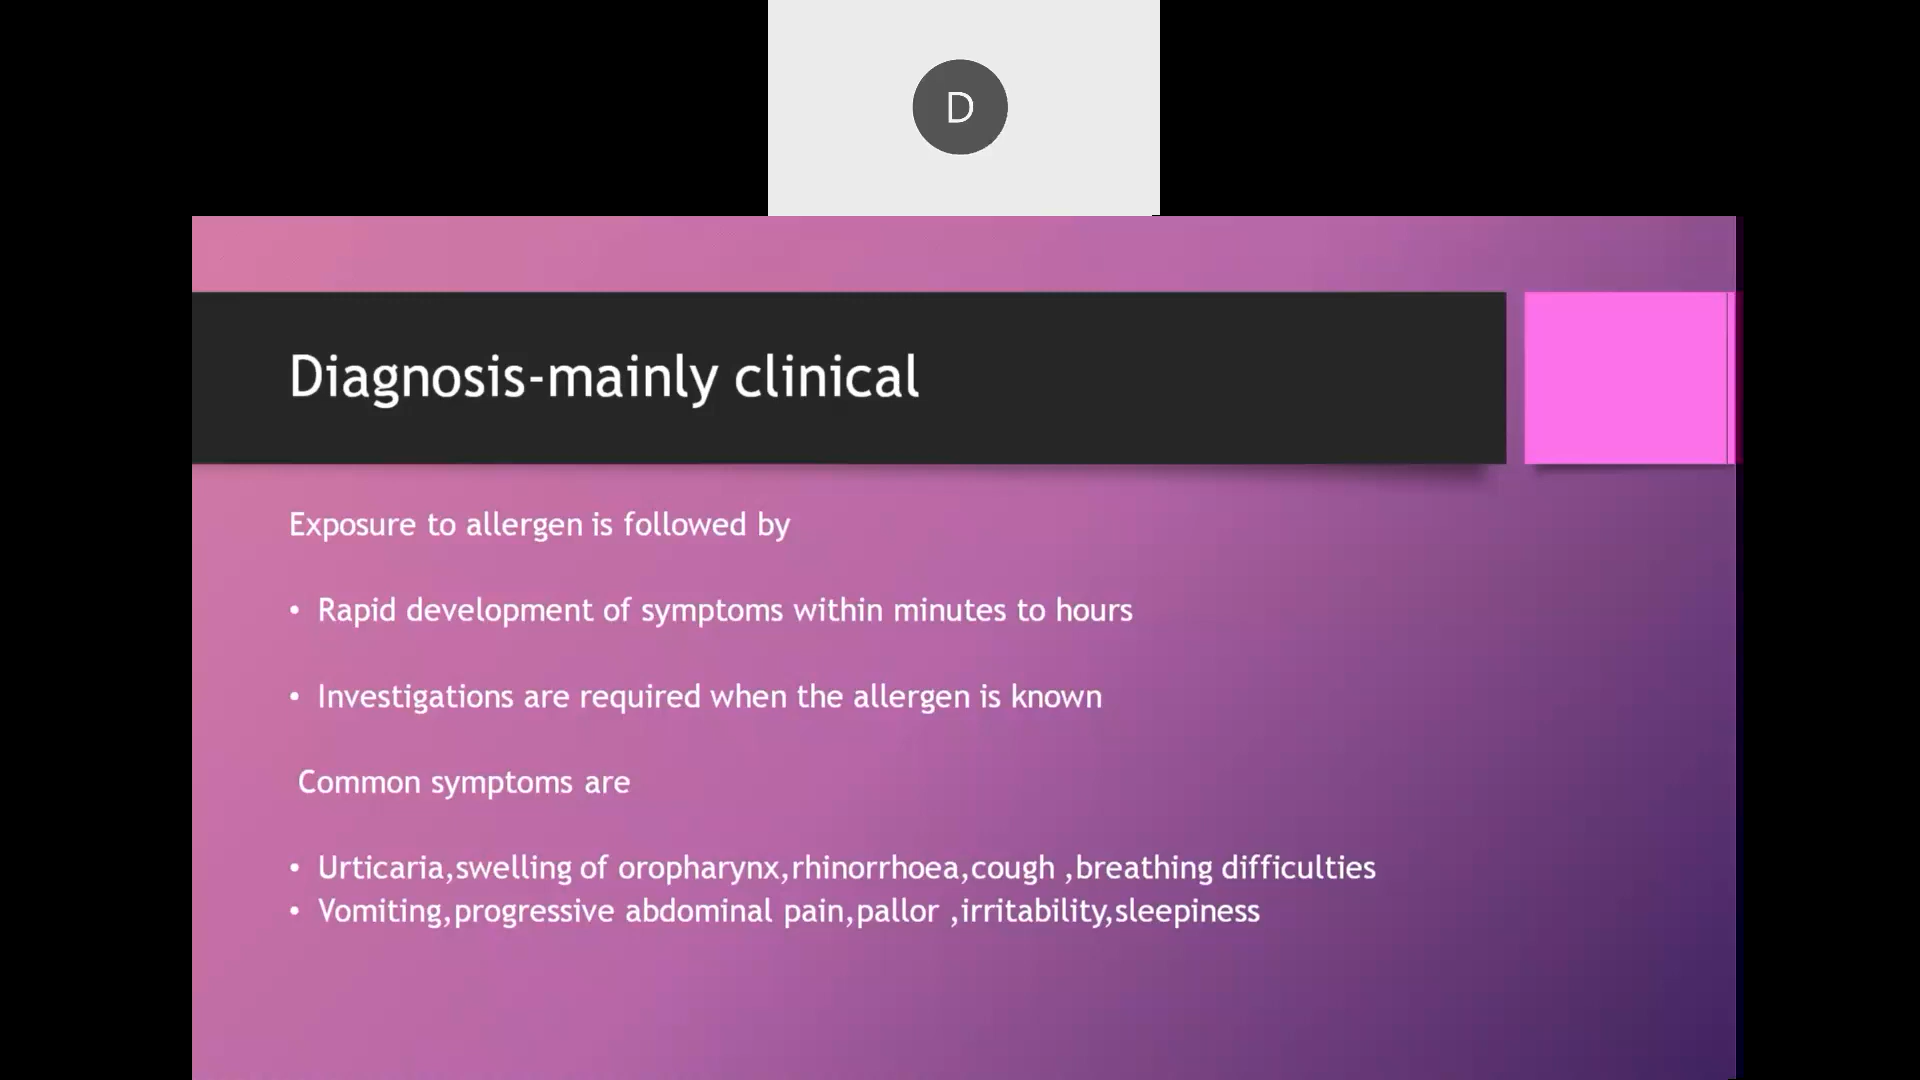 D
Diagnosis-mainly clinical
Exposure to allergen is followed by
• Rapid development of symptoms within minutes to hours
• Investigations are required when the allergen is known
Common symptoms are
• Urticaria,swelling of oropharynx,rhinorrhoea,cough ,breathing difficulties
• Vomiting,progressive abdominal pain,pallor ,irritability,sleepiness